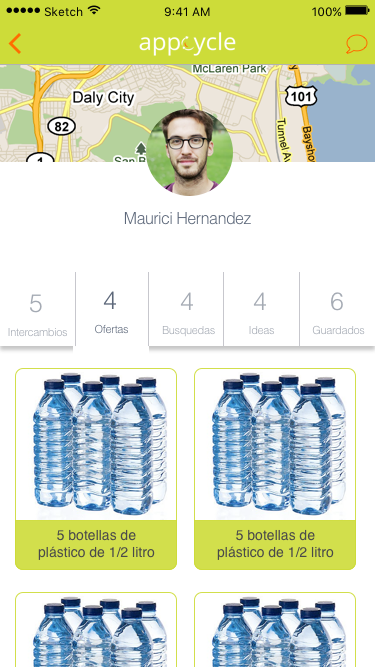 Sketch 9:41 AM 100%
appcycle
McLaren Park
Daly City
101
82
1
San B
Tunnel Av
Baysho
Maurici Hernandez
5 4 4 4 6
Intercambios Ofertas Busquedas Ideas Guardados
5 botellas de
plástico de 1/2 litro
5 botellas de
plástico de 1/2 litro